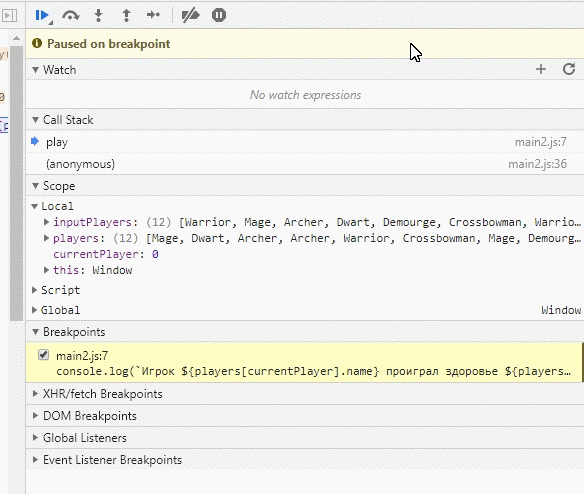 Paused on breakpoint
Watch
No watch expressions
Call Stack
play main2.js:7
(anonymous) main2.js:36
Scope
Local
inputPlayers: (12) [Warrior, Mage, Archer, Dwart, Demourge, Crossbowman, Warrio…
players: (12) [Mage, Dwart, Archer, Archer, Warrior, Crossbowman, Mage, Demourg…
currentPlayer: 0
this: Window
Script
Global Window
Breakpoints
main2.js:7
console.log(`Игрок ${players[currentPlayer].name} проиграл здоровье ${players…
XHR/fetch Breakpoints
DOM Breakpoints
Global Listeners
Event Listener Breakpoints